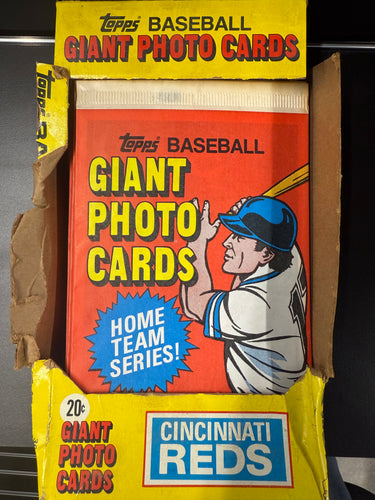 Topps BASEBALL
GIANT PHOTO CARDS
Topps
Topps BASEBALL
GIANT
PHOTO
CARDS
HOME
TEAM
SERIES!
20¢
GIANT
PHOTO
CARDS
CINCINNATI
REDS